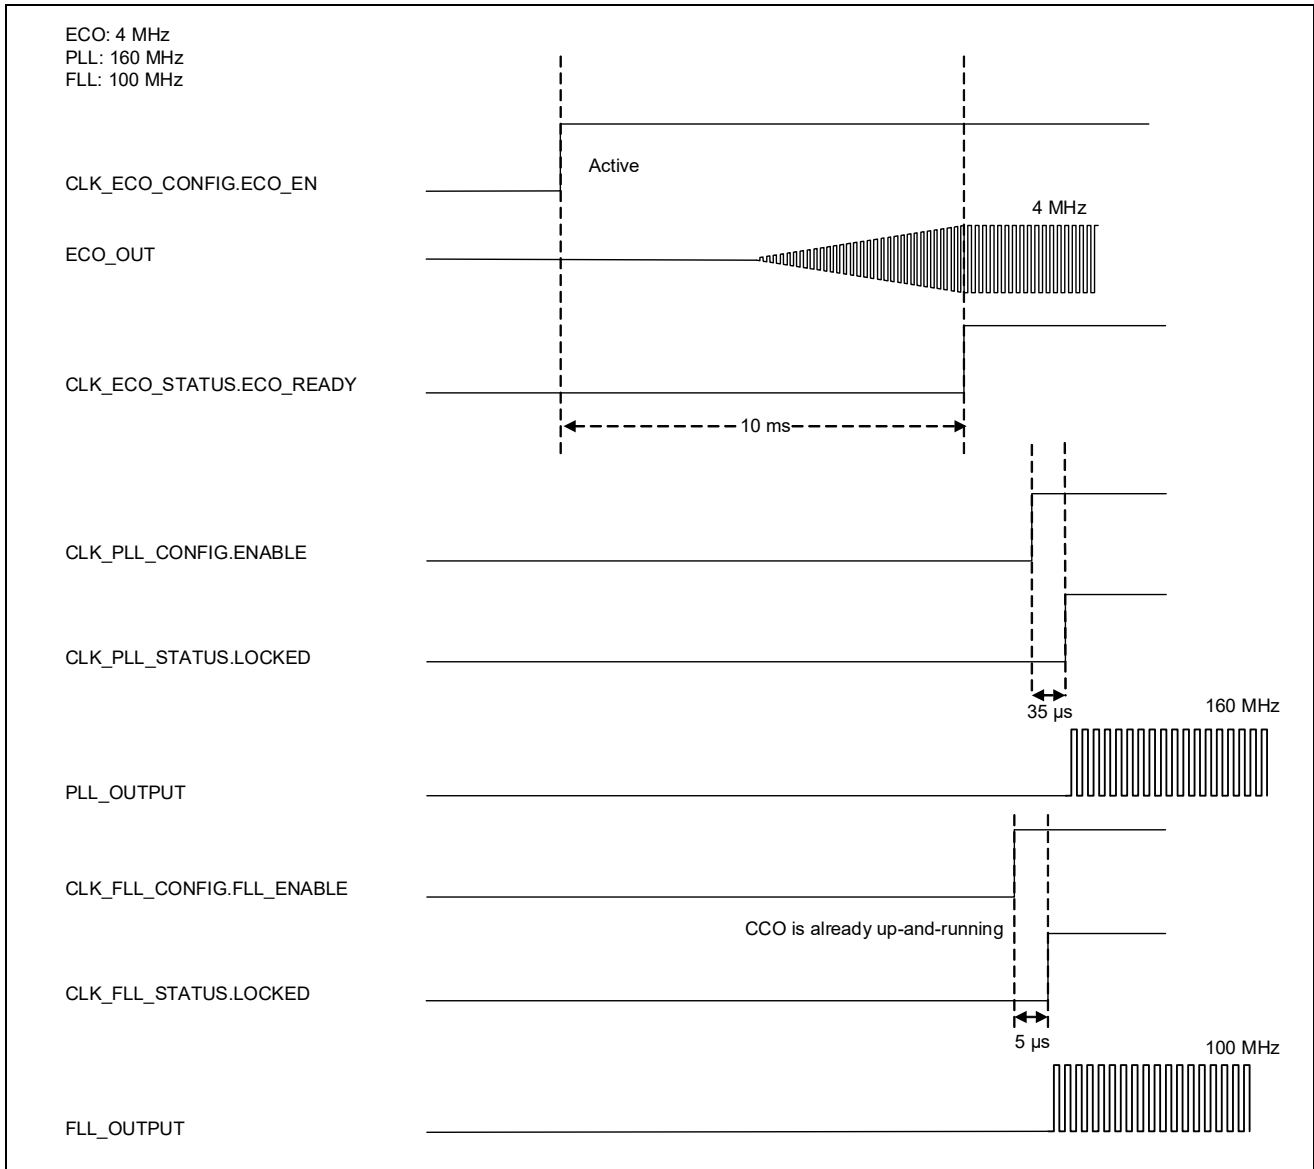 ECO: 4 MHz
PLL: 160 MHz
FLL: 100 MHz
Active
CLK_ECO_CONFIG.ECO_EN
4 MHz
ECO_OUT
CLK_ECO_STATUS.ECO_READY
10 ms
CLK_PLL_CONFIG.ENABLE
CLK_PLL_STATUS.LOCKED
35 µs
160 MHz
PLL_OUTPUT
CLK_FLL_CONFIG.FLL_ENABLE
CCO is already up-and-running
CLK_FLL_STATUS.LOCKED
5 µs
100 MHz
FLL_OUTPUT